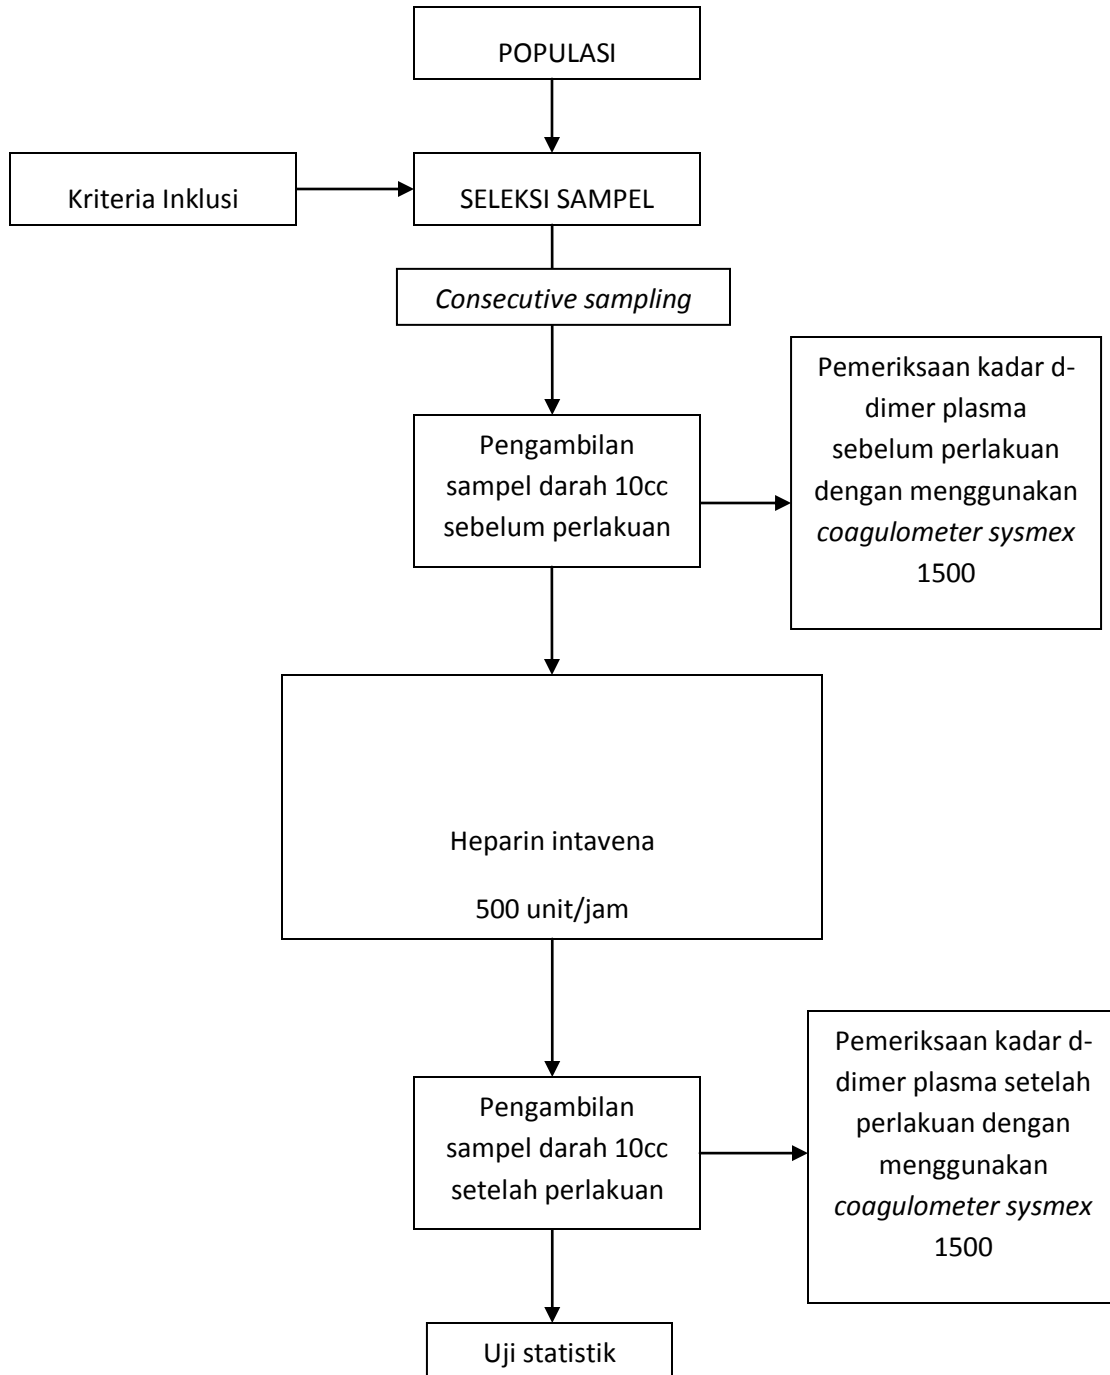 POPULASI
Kriteria Inklusi
SELEKSI SAMPEL
Consecutive sampling
Pengambilan
sampel darah 10cc
sebelum perlakuan
Pemeriksaan kadar d-
dimer plasma
sebelum perlakuan
dengan menggunakan
coagulometer sysmex
1500
Heparin intavena
500 unit/jam
Pengambilan
sampel darah 10cc
setelah perlakuan
Pemeriksaan kadar d-
dimer plasma setelah
perlakuan dengan
menggunakan
coagulometer sysmex
1500
Uji statistik